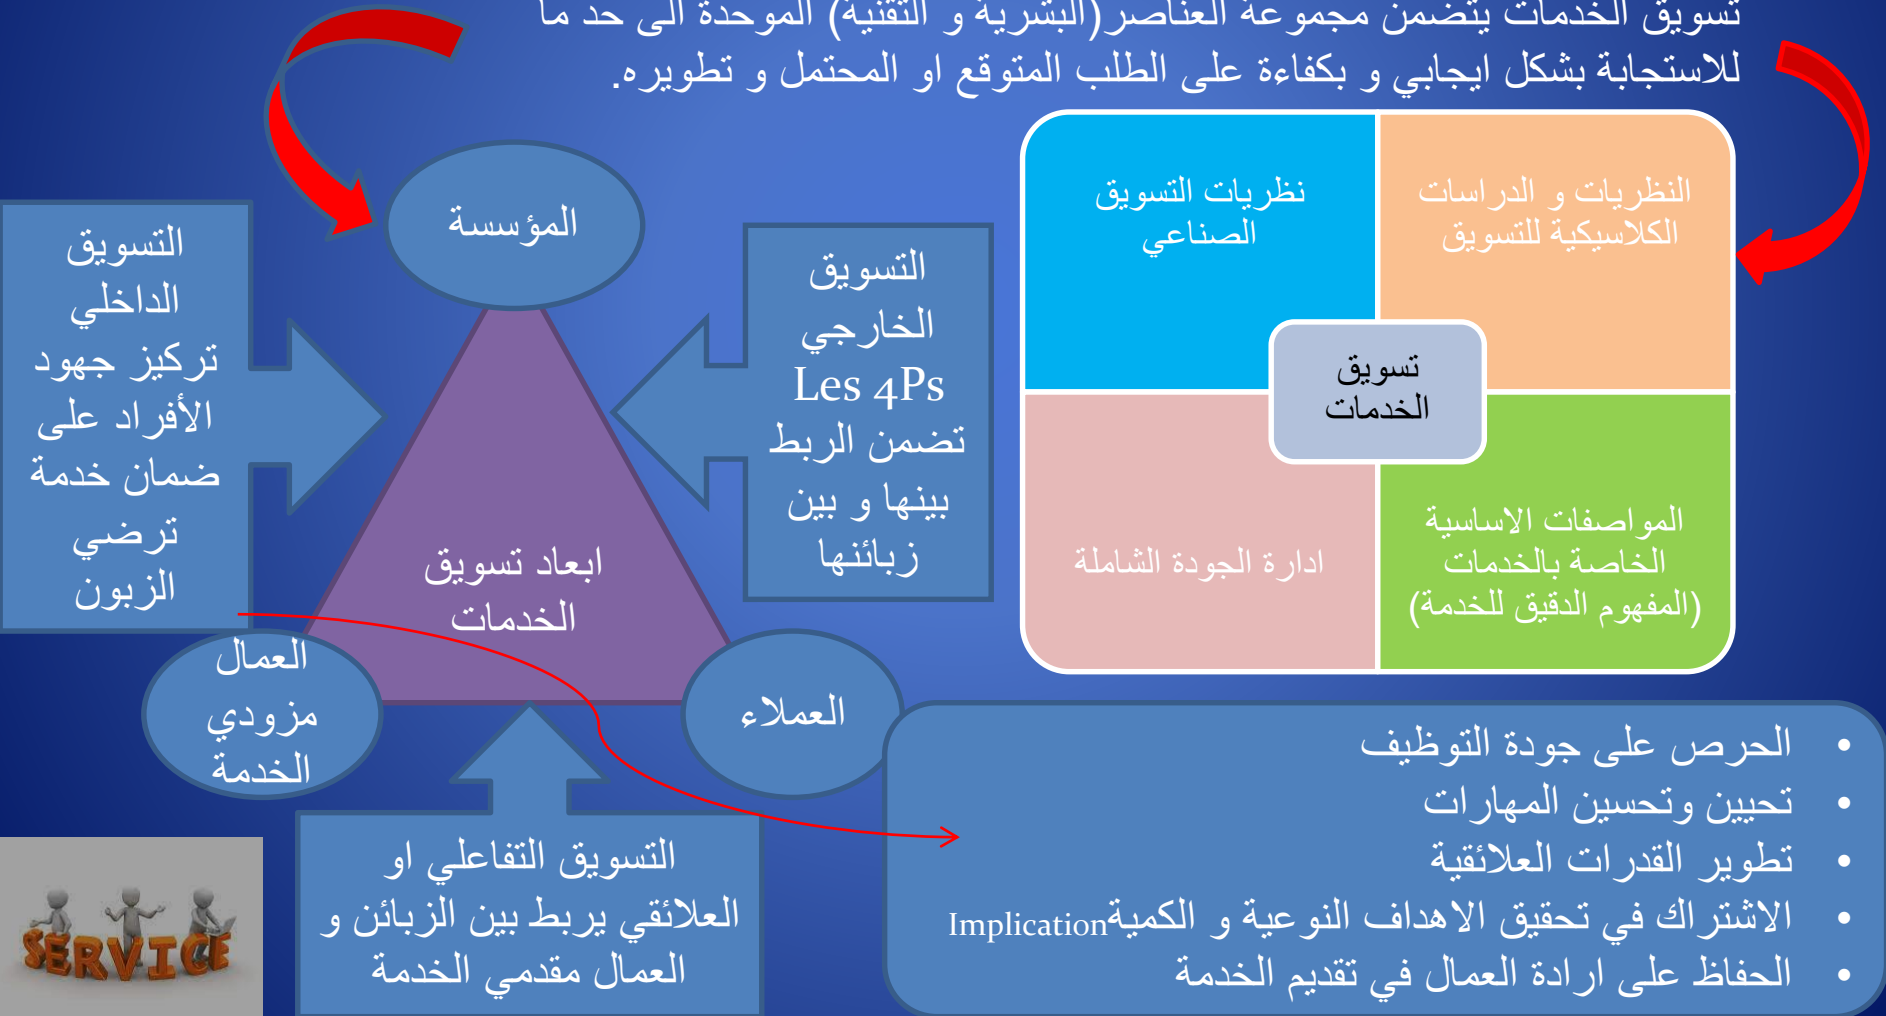 تسويق الخدمات يتضمن مجموعة العناصر(البشرية و التقنية) الموحدة الى حد ما
للاستجابة بشكل ايجابي و بكفاءة على الطلب المتوقع او المحتمل و تطويره.
النظريات و الدراسات
الكلاسيكية للتسويق
نظريات التسويق
الصناعي
تسويق
الخدمات
المواصفات الاساسية
الخاصة بالخدمات
(المفهوم الدقيق للخدمة)
ادارة الجودة الشاملة
المؤسسة
التسويق
الخارجي
Les 4Ps
تضمن الربط
بينها و بين
زبائنها
التسويق
الداخلي
تركيز جهود
الأفراد على
ضمان خدمة
ترضي
الزبون
ابعاد تسويق
الخدمات
العملاء
العمال
مزودي
الخدمة
التسويق التفاعلي او
العلائقي يربط بين الزبائن و
العمال مقدمي الخدمة
• الحرص على جودة التوظيف
• تحيين وتحسين المهارات
• تطوير القدرات العلائقية
• الاشتراك في تحقيق الاهداف النوعية و الكمية Implication
• الحفاظ على ارادة العمال في تقديم الخدمة
SERVICE